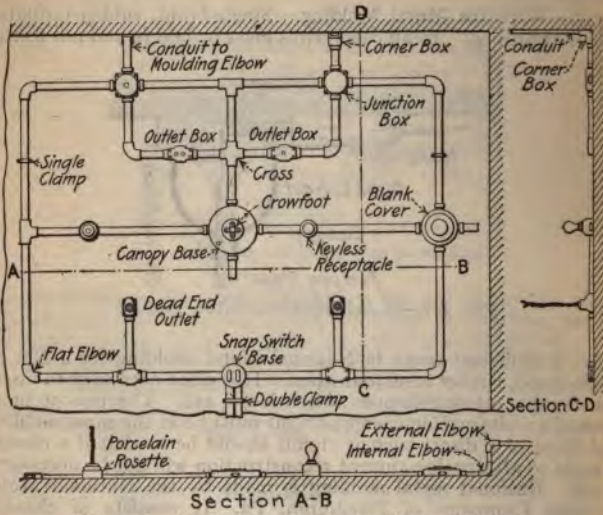 D
Conduit to
Moulding Elbow
Corner Box
Conduit
Corner
Box
Junction
Box
Outlet Box
Outlet Box
Single
Clamp
Cross
Crowfoot
Blank
Cover
Canopy Base
Keyless
Receptacle
A
B
Dead End
Outlet
Snap Switch
Base
Flat Elbow
C
Double Clamp
Section C-D
Porcelain
Rosette
External Elbow
Internal Elbow
Section A-B